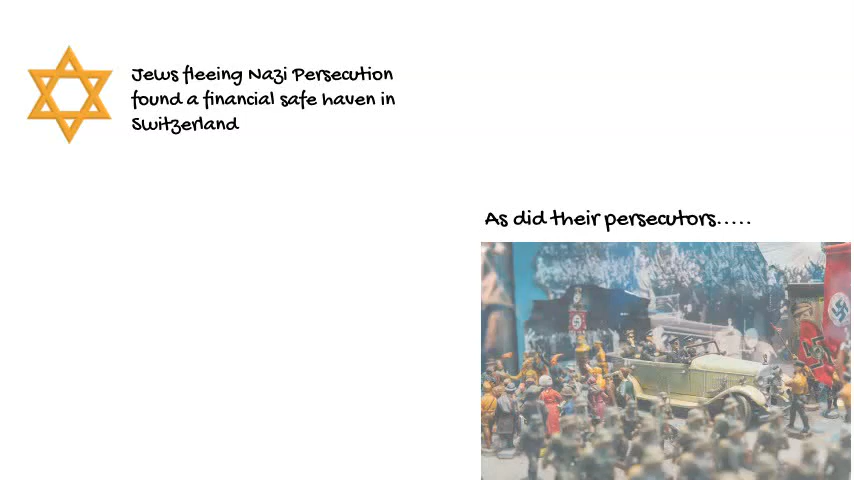 Jews fleeing Nazi Persecution
found a financial safe haven in
Switzerland
As did their persecutors.....